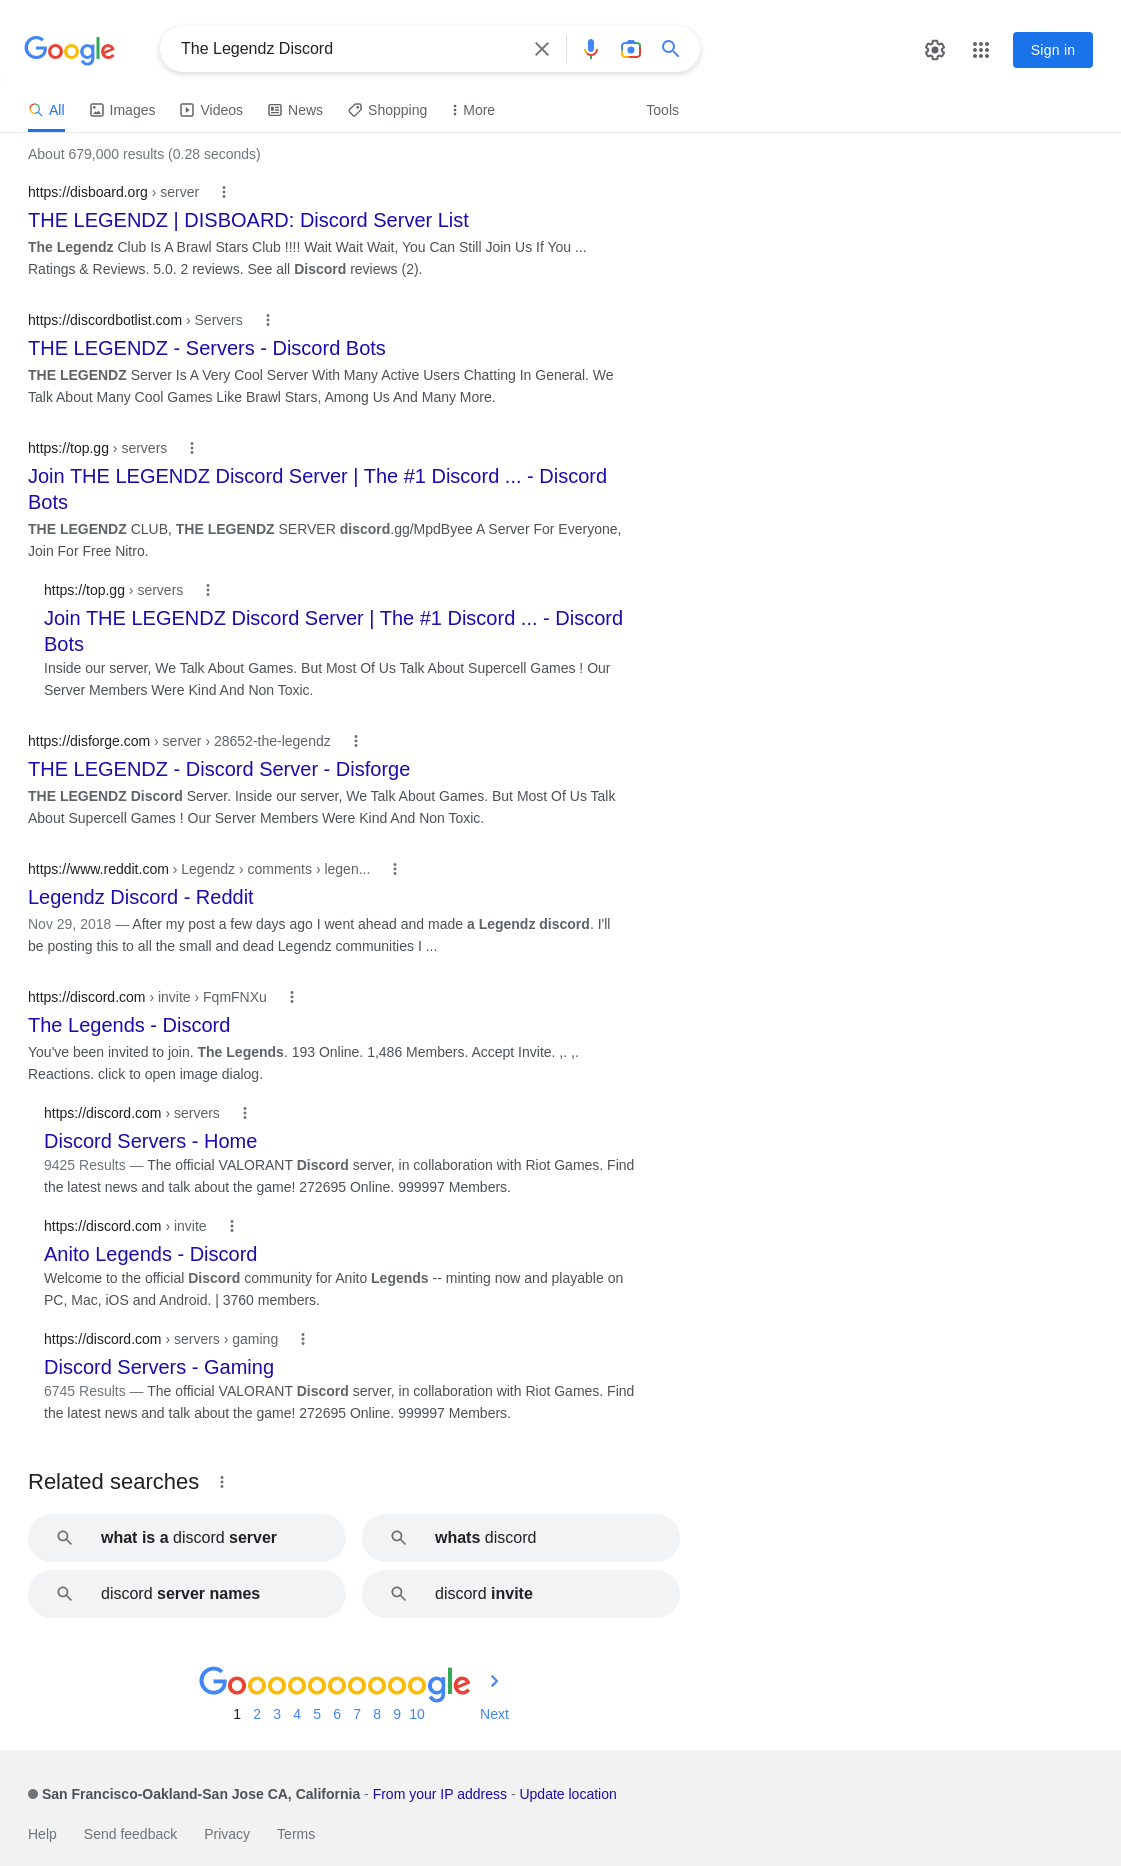 Google
The Legendz Discord
Sign in
All Images Videos News Shopping More Tools
About 679,000 results (0.28 seconds)
https://disboard.org › server
THE LEGENDZ | DISBOARD: Discord Server List
The Legendz Club Is A Brawl Stars Club !!!! Wait Wait Wait, You Can Still Join Us If You ...
Ratings & Reviews. 5.0. 2 reviews. See all Discord reviews (2).
https://discordbotlist.com › Servers
THE LEGENDZ - Servers - Discord Bots
THE LEGENDZ Server Is A Very Cool Server With Many Active Users Chatting In General. We
Talk About Many Cool Games Like Brawl Stars, Among Us And Many More.
https://top.gg › servers
Join THE LEGENDZ Discord Server | The #1 Discord ... - Discord
Bots
THE LEGENDZ CLUB, THE LEGENDZ SERVER discord.gg/MpdByee A Server For Everyone,
Join For Free Nitro.
https://top.gg › servers
Join THE LEGENDZ Discord Server | The #1 Discord ... - Discord
Bots
Inside our server, We Talk About Games. But Most Of Us Talk About Supercell Games ! Our
Server Members Were Kind And Non Toxic.
https://disforge.com › server › 28652-the-legendz
THE LEGENDZ - Discord Server - Disforge
THE LEGENDZ Discord Server. Inside our server, We Talk About Games. But Most Of Us Talk
About Supercell Games ! Our Server Members Were Kind And Non Toxic.
https://www.reddit.com › Legendz › comments › legen...
Legendz Discord - Reddit
Nov 29, 2018 — After my post a few days ago I went ahead and made a Legendz discord. I'll
be posting this to all the small and dead Legendz communities I ...
https://discord.com › invite › FqmFNXu
The Legends - Discord
You've been invited to join. The Legends. 193 Online. 1,486 Members. Accept Invite. ,. ,.
Reactions. click to open image dialog.
https://discord.com › servers
Discord Servers - Home
9425 Results — The official VALORANT Discord server, in collaboration with Riot Games. Find
the latest news and talk about the game! 272695 Online. 999997 Members.
https://discord.com › invite
Anito Legends - Discord
Welcome to the official Discord community for Anito Legends -- minting now and playable on
PC, Mac, iOS and Android. | 3760 members.
https://discord.com › servers › gaming
Discord Servers - Gaming
6745 Results — The official VALORANT Discord server, in collaboration with Riot Games. Find
the latest news and talk about the game! 272695 Online. 999997 Members.
Related searches
what is a discord server
whats discord
discord server names
discord invite
Goooooooooogle
1 2 3 4 5 6 7 8 9 10 Next
San Francisco-Oakland-San Jose CA, California - From your IP address - Update location
Help Send feedback Privacy Terms